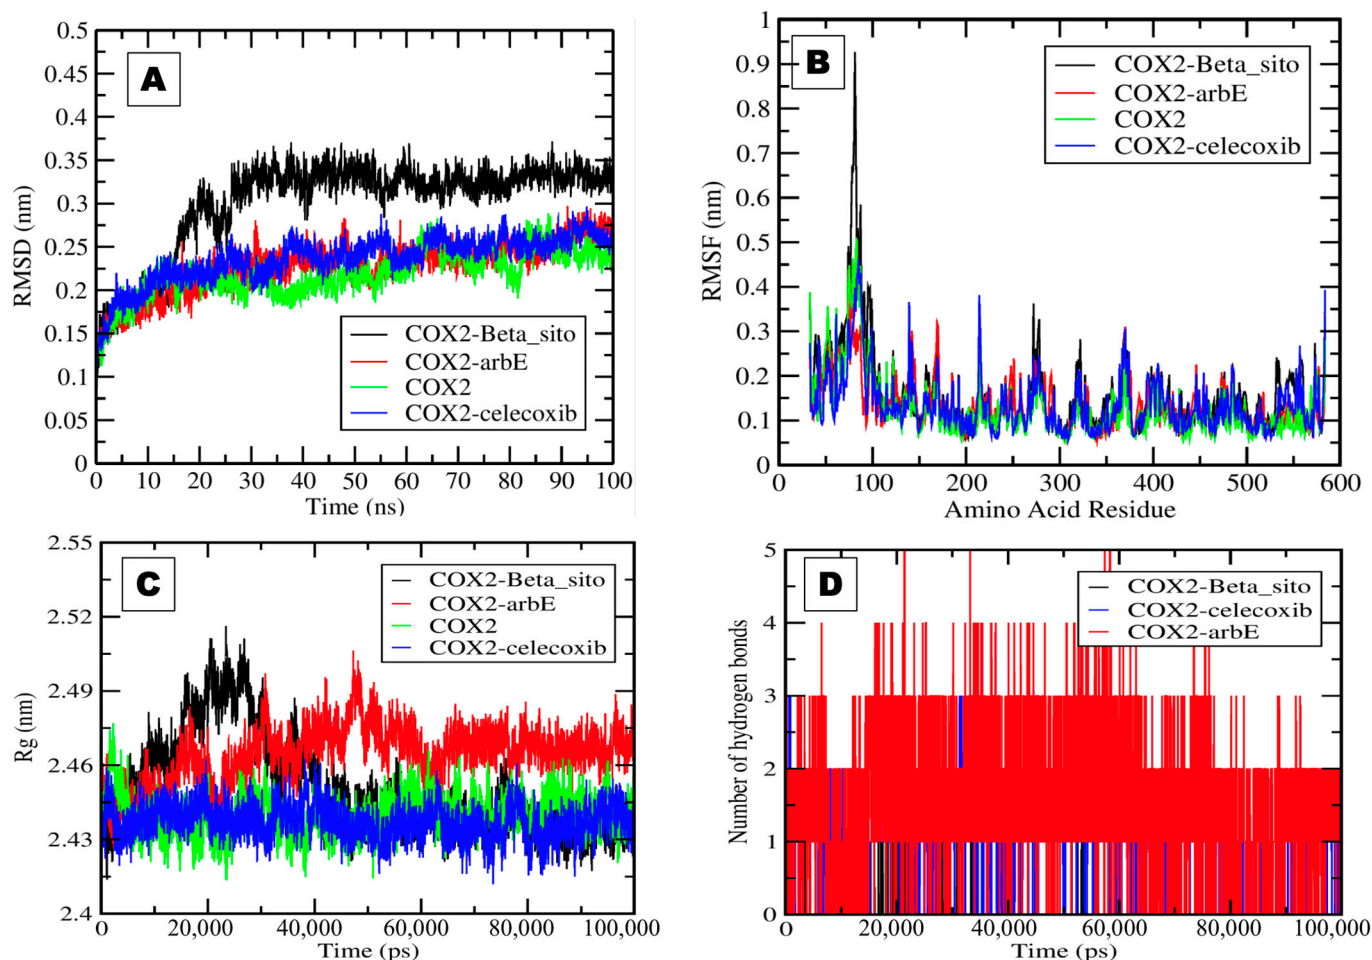 A
RMSD (nm)
0.5
0.45
0.4
0.35
0.3
0.25
0.2
0.15
0.1
0.05
0
COX2-Beta_sito
COX2-arbE
COX2
COX2-celecoxib
0 10 20 30 40 50 60 70 80 90 100
Time (ns)
B
RMSF (nm)
1
0.9
0.8
0.7
0.6
0.5
0.4
0.3
0.2
0.1
0
COX2-Beta_sito
COX2-arbE
COX2
COX2-celecoxib
0 100 200 300 400 500 600
Amino Acid Residue
C
Rg (nm)
2.55
2.52
2.49
2.46
2.43
2.4
COX2-Beta_sito
COX2-arbE
COX2
COX2-celecoxib
0 20,000 40,000 60,000 80,000 100,000
Time (ps)
D
Number of hydrogen bonds
5
4
3
2
1
0
COX2-Beta_sito
COX2-celecoxib
COX2-arbE
0 20,000 40,000 60,000 80,000 100,000
Time (ps)